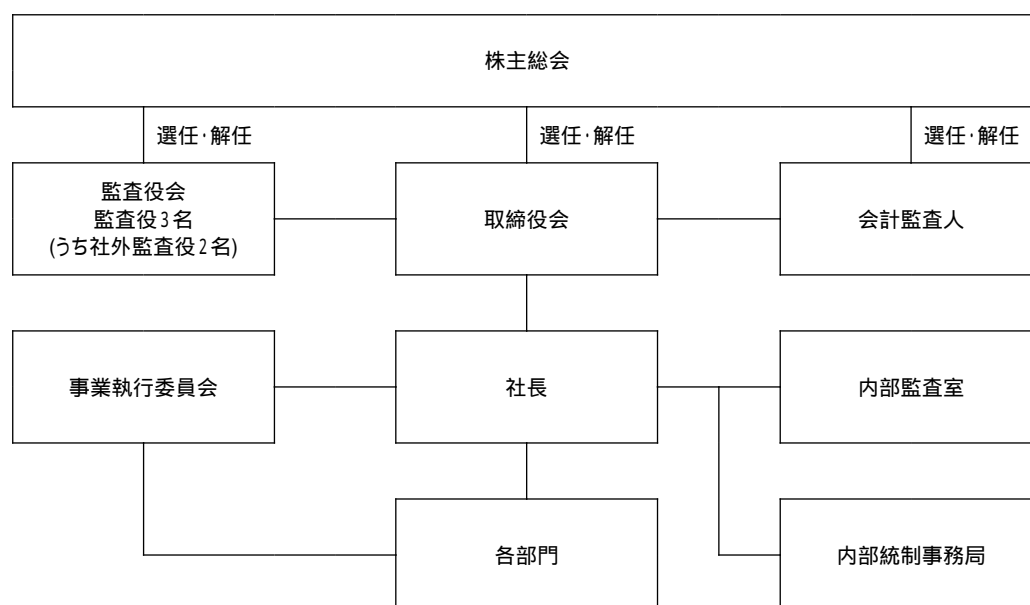 株主総会
選任・解任
選任・解任
選任・解任
監査役会
監査役3名
(うち社外監査役2名)
取締役会
会計監査人
事業執行委員会
社長
内部監査室
各部門
内部統制事務局